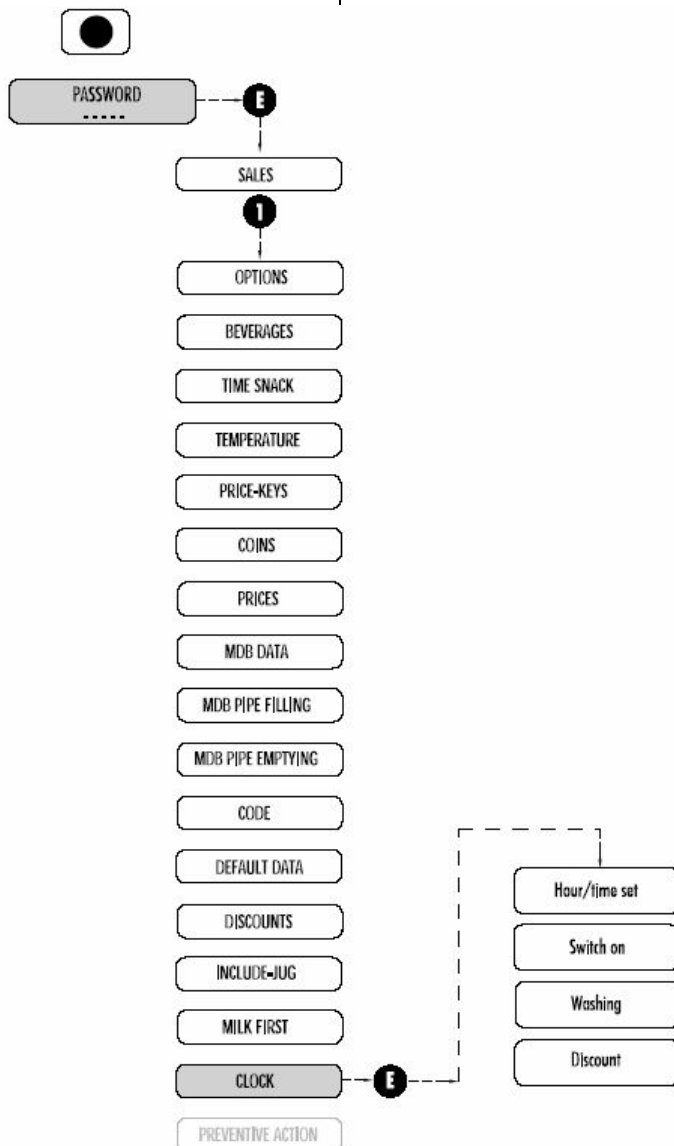 PASSWORD
-----
E
SALES
1
OPTIONS
BEVERAGES
TIME SNACK
TEMPERATURE
PRICE-KEYS
COINS
PRICES
MDB DATA
MDB PIPE FILLING
MDB PIPE EMPTYING
CODE
DEFAULT DATA
DISCOUNTS
INCLUDE-JUG
MILK FIRST
CLOCK
E
PREVENTIVE ACTION
Hour/time set
Switch on
Washing
Discount